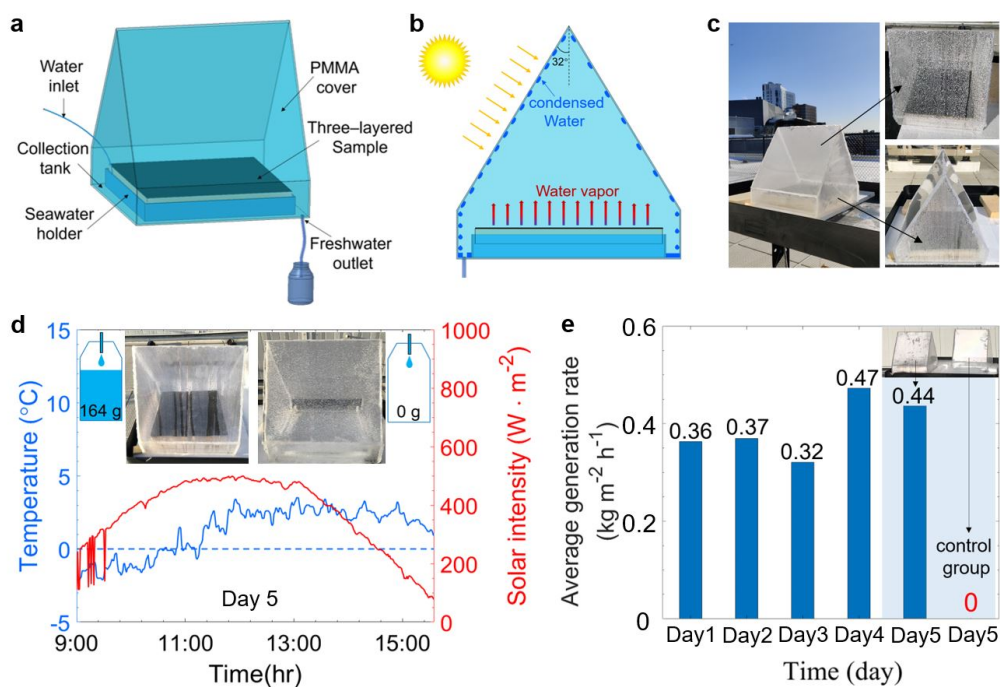 a
Water
inlet
PMMA
cover
Three–layered
Sample
Collection
tank
Seawater
holder
Freshwater
outlet
b
32°
condensed
Water
Water vapor
c
d
Temperature (°C)
15
10
5
0
-5
164 g
0 g
Day 5
1000
800
600
400
200
0
Solar intensity (W · m⁻²)
9:00 11:00 13:00 15:00
Time(hr)
e
Average generation rate
(kg m⁻² h⁻¹)
0.6
0.4
0.2
0
0.36
0.37
0.32
0.47
0.44
control
group
0
Day1 Day2 Day3 Day4 Day5 Day5
Time (day)